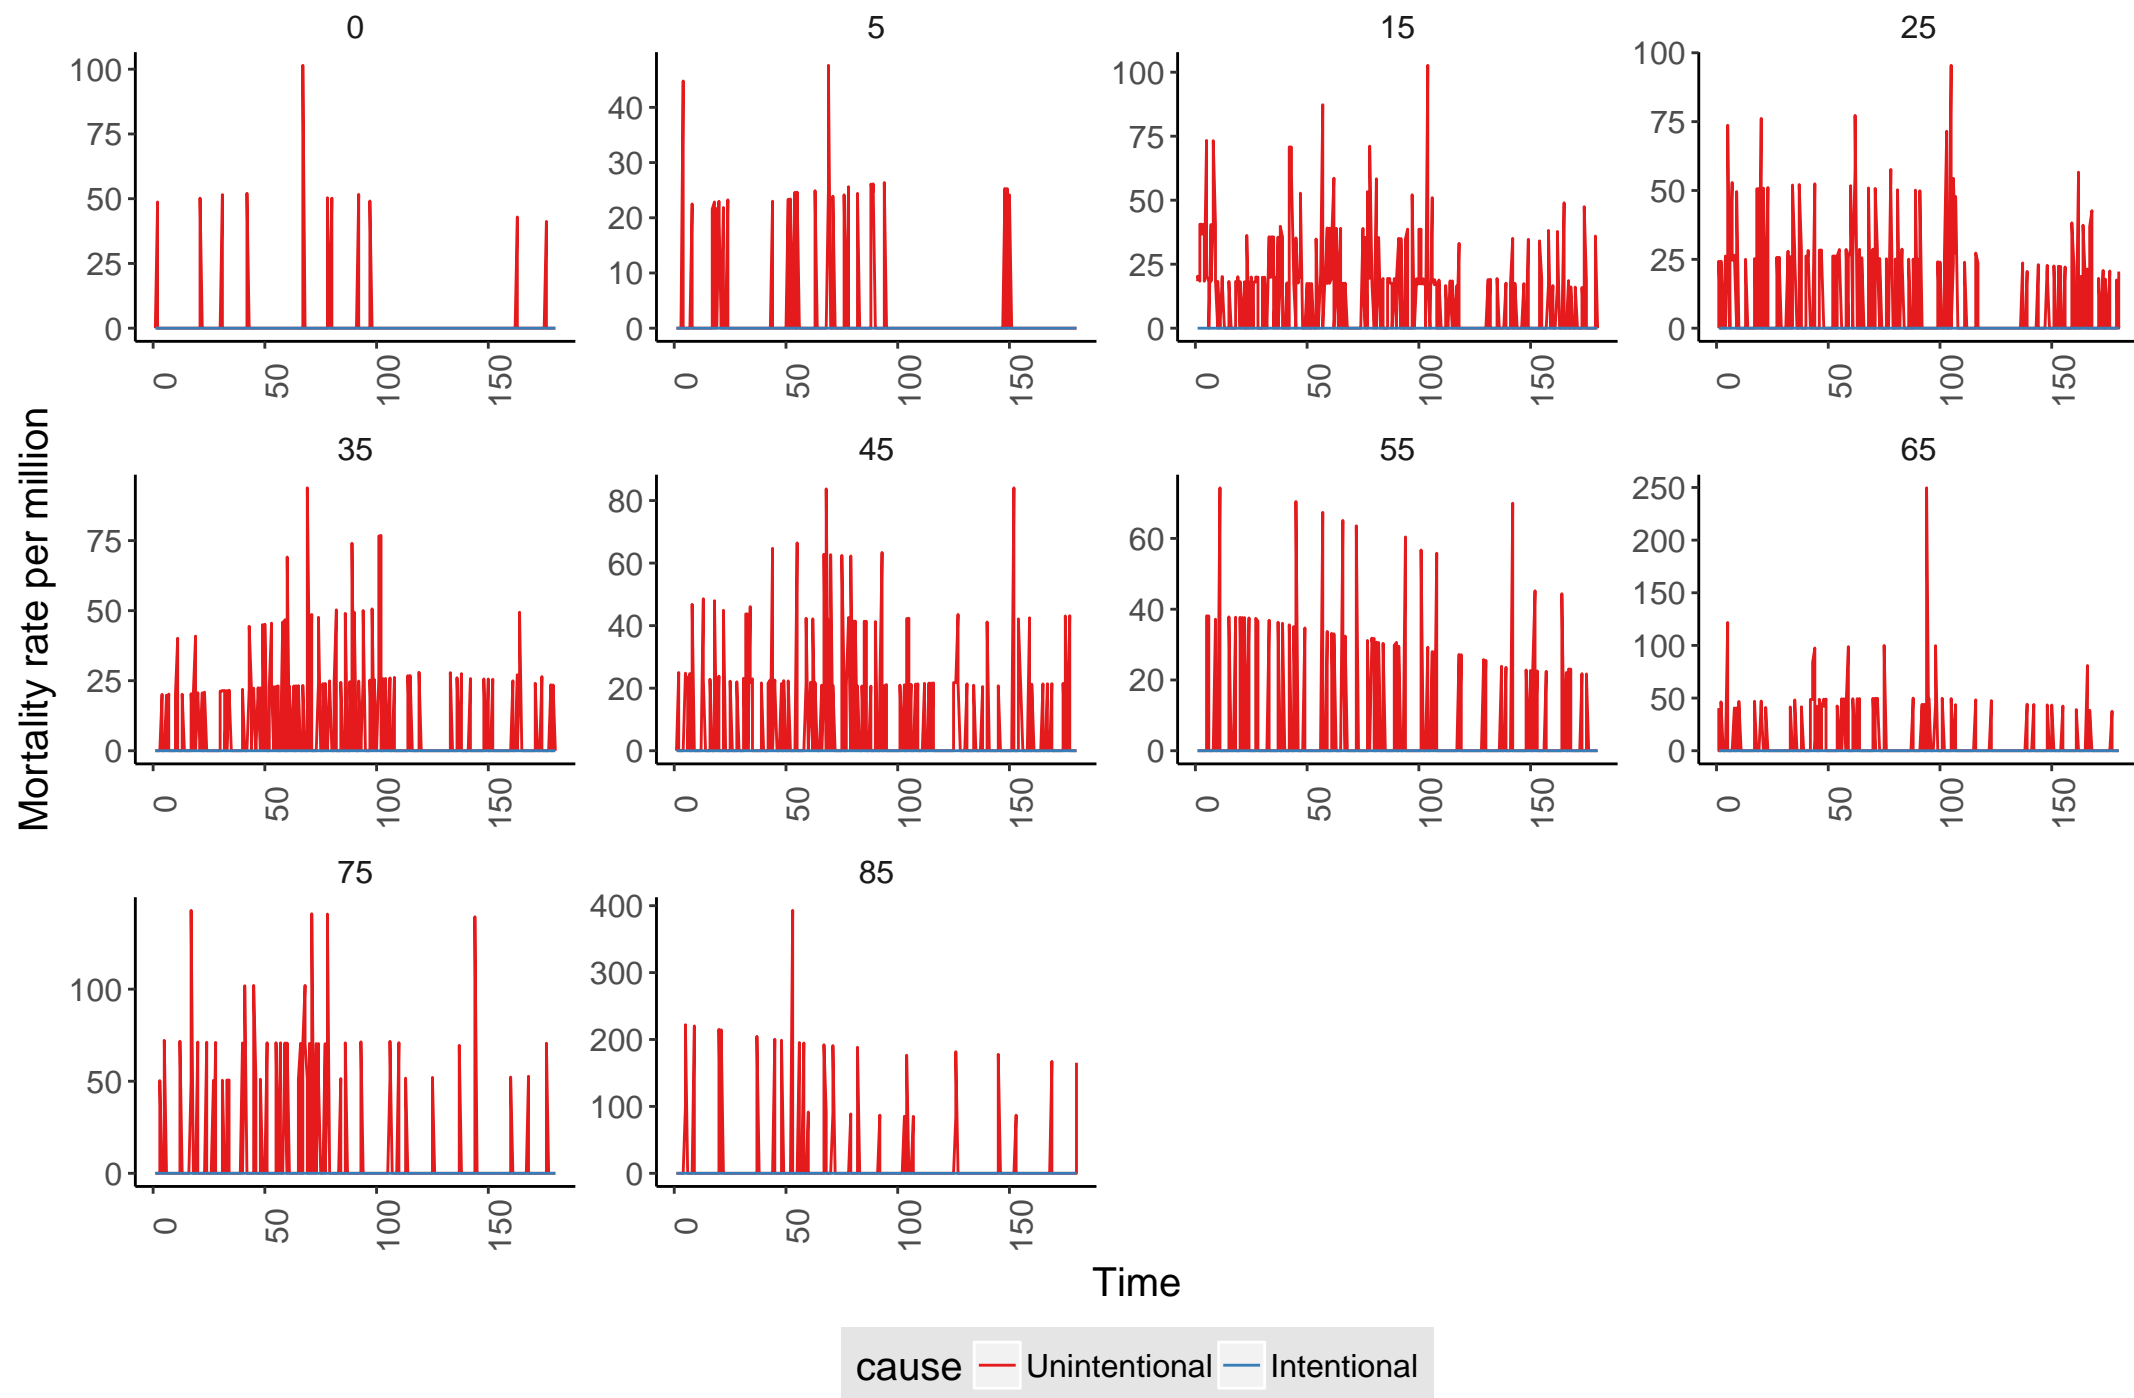 0 5 15 25
100 75 50 25 0
40 30 20 10 0
100 75 50 25 0
100 75 50 25 0
0 50 100 150 0 50 100 150 0 50 100 150 0 50 100 150
Mortality rate per million
35 45 55 65
75 50 25 0
80 60 40 20 0
60 40 20 0
250 200 150 100 50 0
0 50 100 150 0 50 100 150 0 50 100 150 0 50 100 150
75 85
100 50 0
400 300 200 100 0
0 50 100 150 0 50 100 150
Time
cause Unintentional Intentional